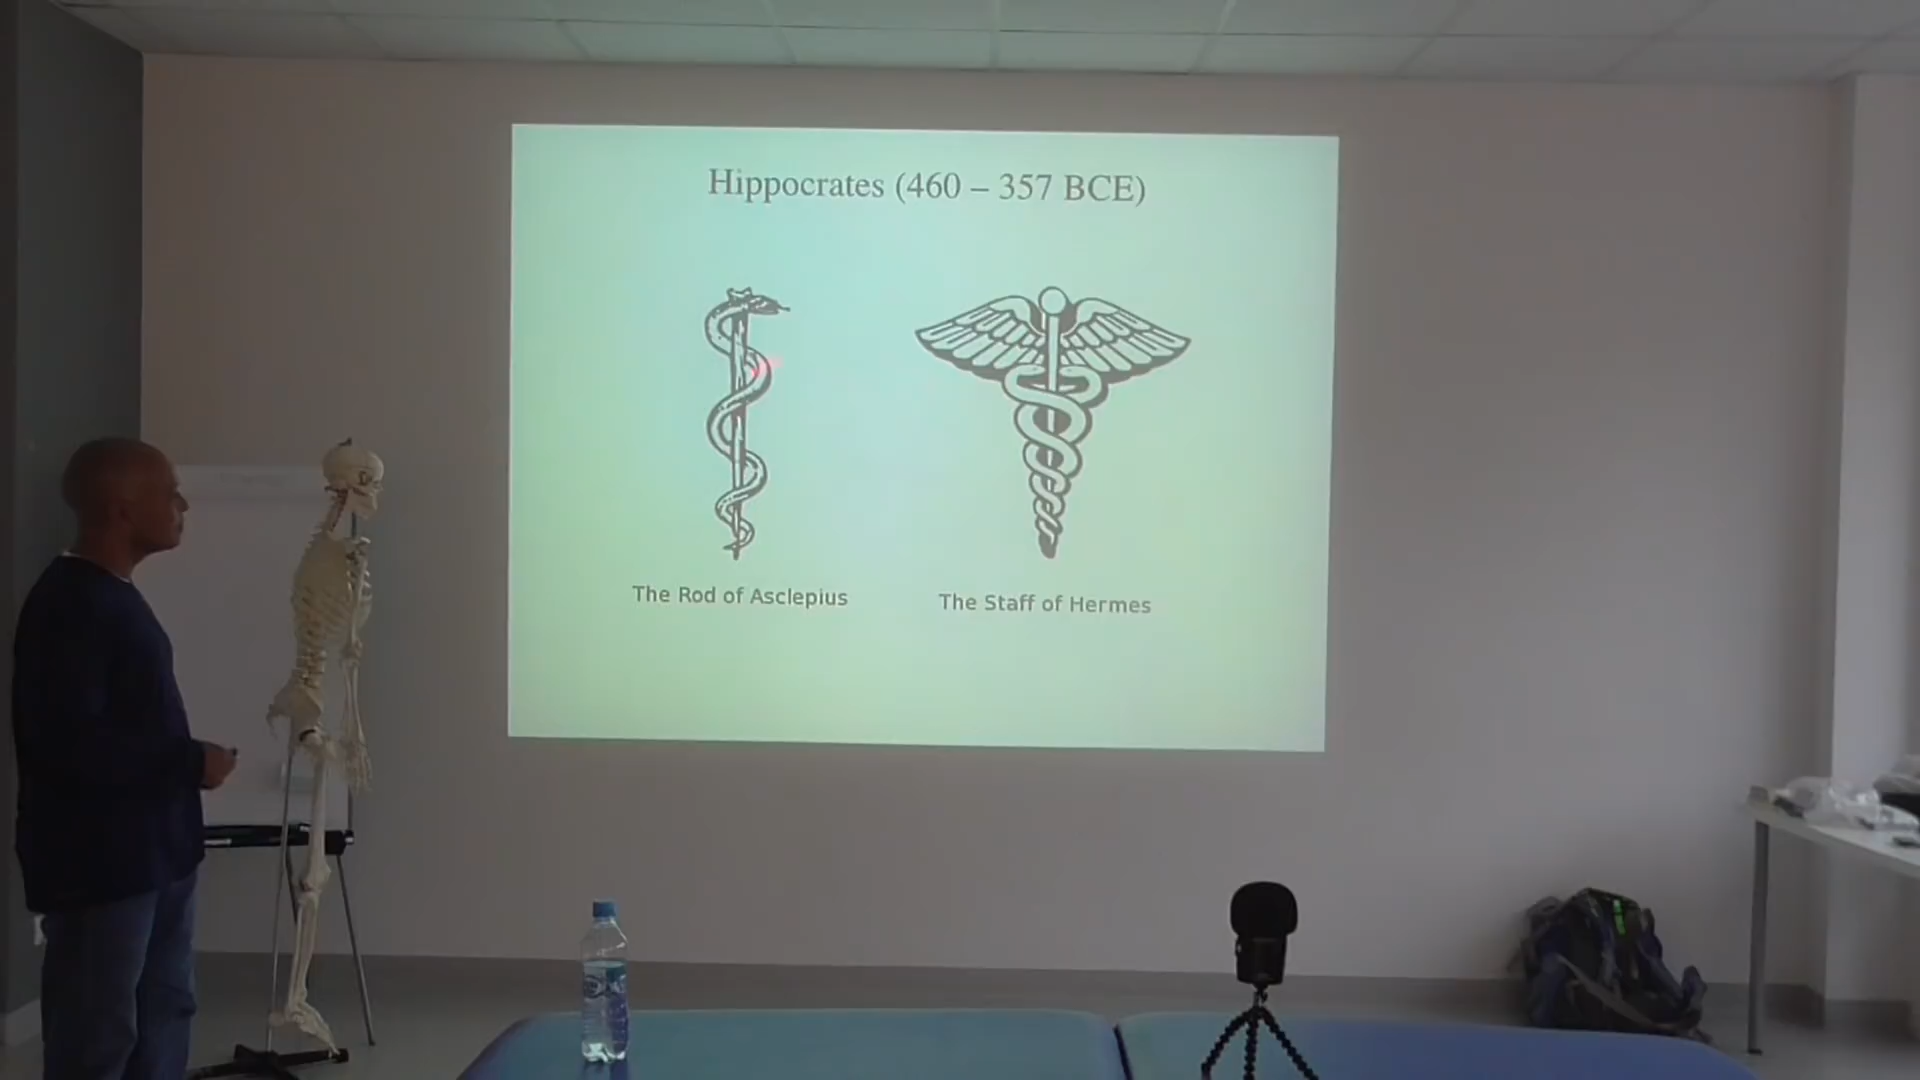 Hippocrates (460 – 357 BCE)
The Rod of Asclepius
The Staff of Hermes